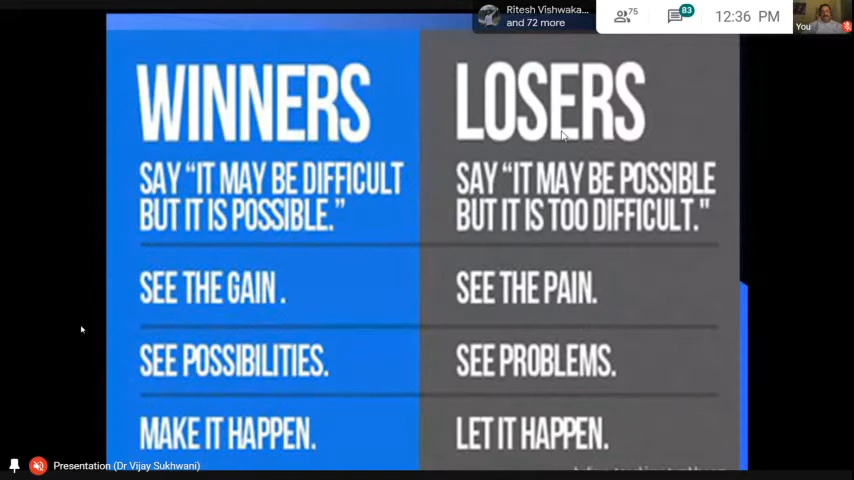 Ritesh Vishwaka...
and 72 more
75
83
12:36 PM
You
WINNERS
SAY “IT MAY BE DIFFICULT
BUT IT IS POSSIBLE.”
SEE THE GAIN .
SEE POSSIBILITIES.
MAKE IT HAPPEN.
LOSERS
SAY “IT MAY BE POSSIBLE
BUT IT IS TOO DIFFICULT."
SEE THE PAIN.
SEE PROBLEMS.
LET IT HAPPEN.
Presentation (Dr Vijay Sukhwani)